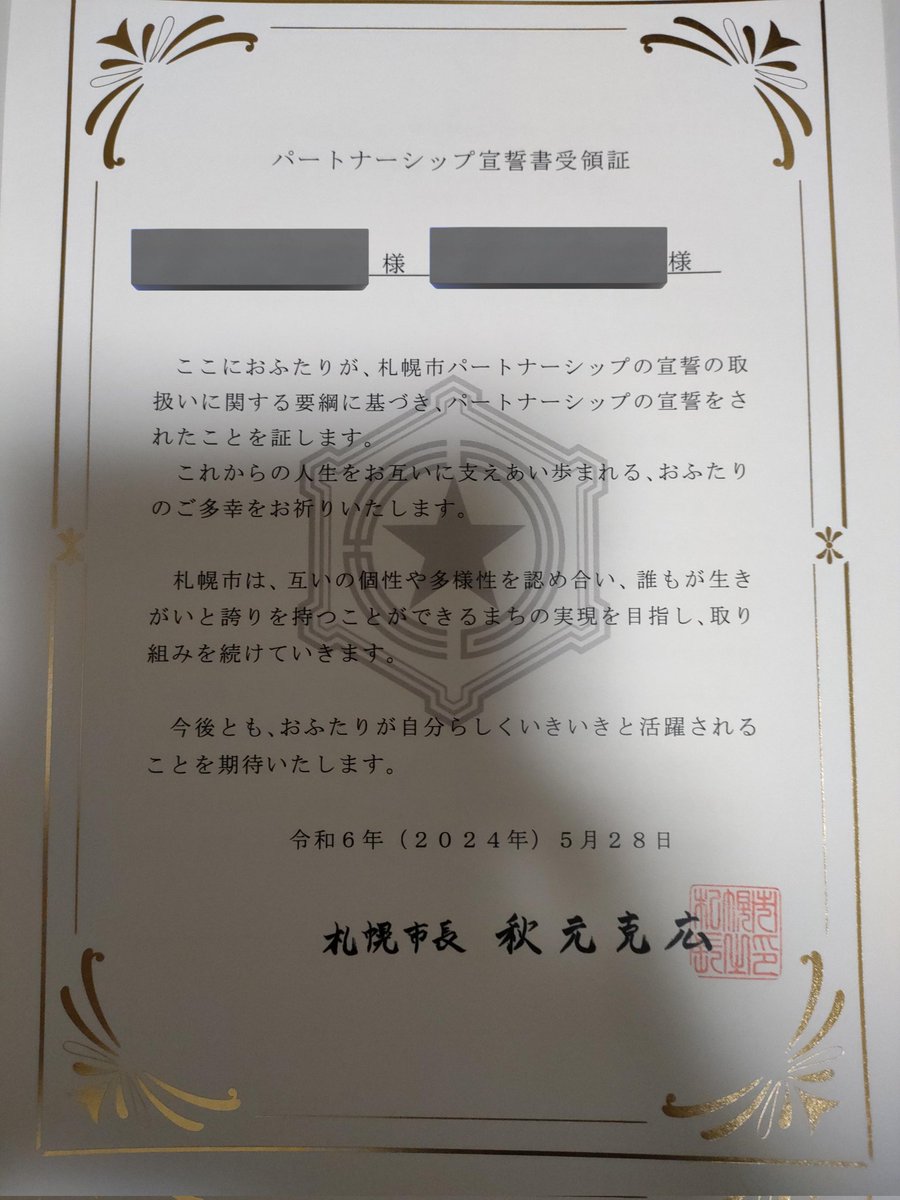 パートナーシップ宣誓書受領証
様 様
ここにおふたりが、札幌市パートナーシップの宣誓の取
扱いに関する要綱に基づき、パートナーシップの宣誓をさ
れたことを証します。
これからの人生をお互いに支えあい歩まれる、おふたり
のご多幸をお祈りいたします。
札幌市は、互いの個性や多様性を認め合い、誰もが生き
がいと誇りを持つことができるまちの実現を目指し、取り
組みを続けていきます。
今後とも、おふたりが自分らしくいきいきと活躍される
ことを期待いたします。
令和６年（２０２４年）５月２８日
札幌市長 秋元克広
札幌市長之印